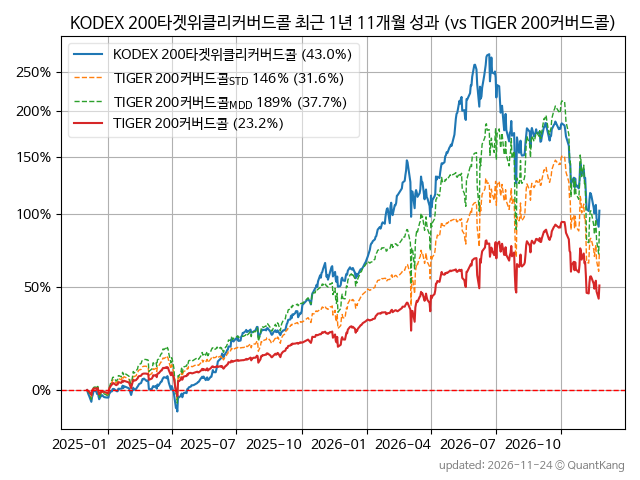 KODEX 200타겟위클리커버드콜 최근 1년 11개월 성과 (vs TIGER 200커버드콜)
KODEX 200타겟위클리커버드콜 (43.0%)
TIGER 200커버드콜STD 146% (31.6%)
TIGER 200커버드콜MDD 189% (37.7%)
TIGER 200커버드콜 (23.2%)
250%
200%
150%
100%
50%
0%
2025-01 2025-04 2025-07 2025-10 2026-01 2026-04 2026-07 2026-10
updated: 2026-11-24 © QuantKang